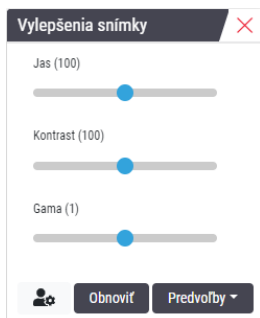 Vylepšenia snímky
Jas (100)
Kontrast (100)
Gama (1)
Obnoviť Predvoľby